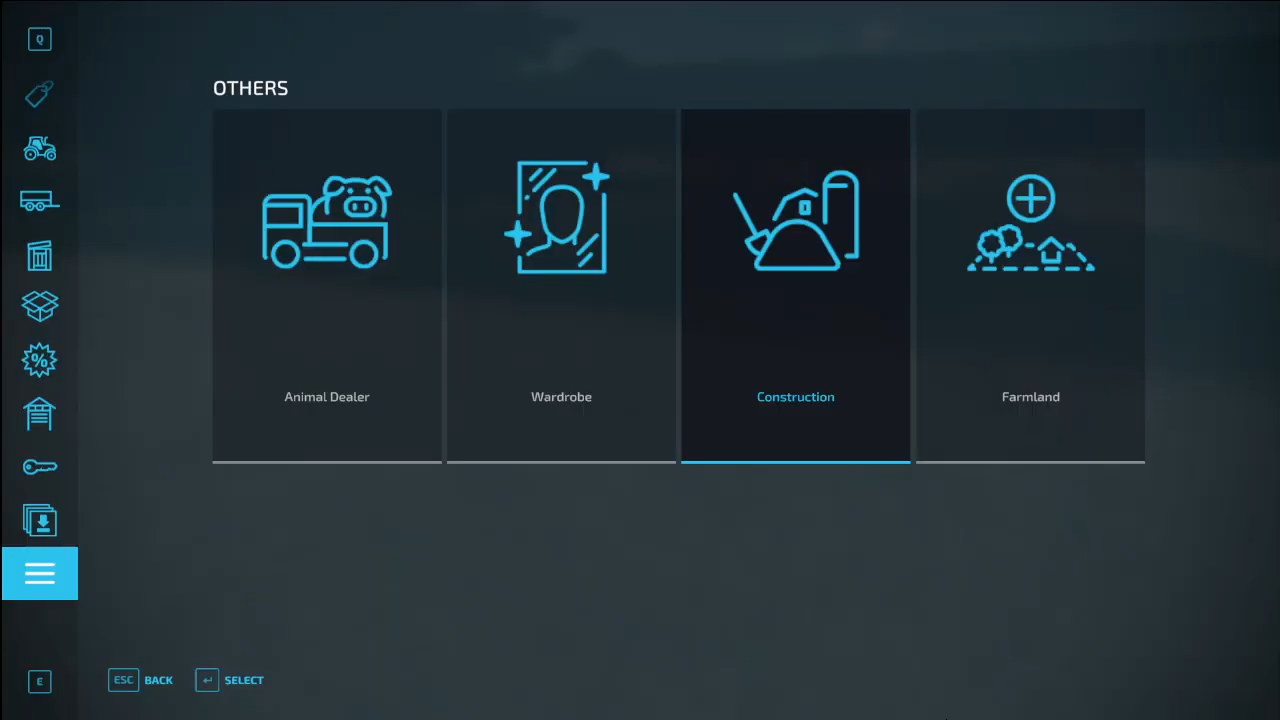 Q
OTHERS
Animal Dealer
Wardrobe
Construction
Farmland
%
E
ESC BACK ↵ SELECT